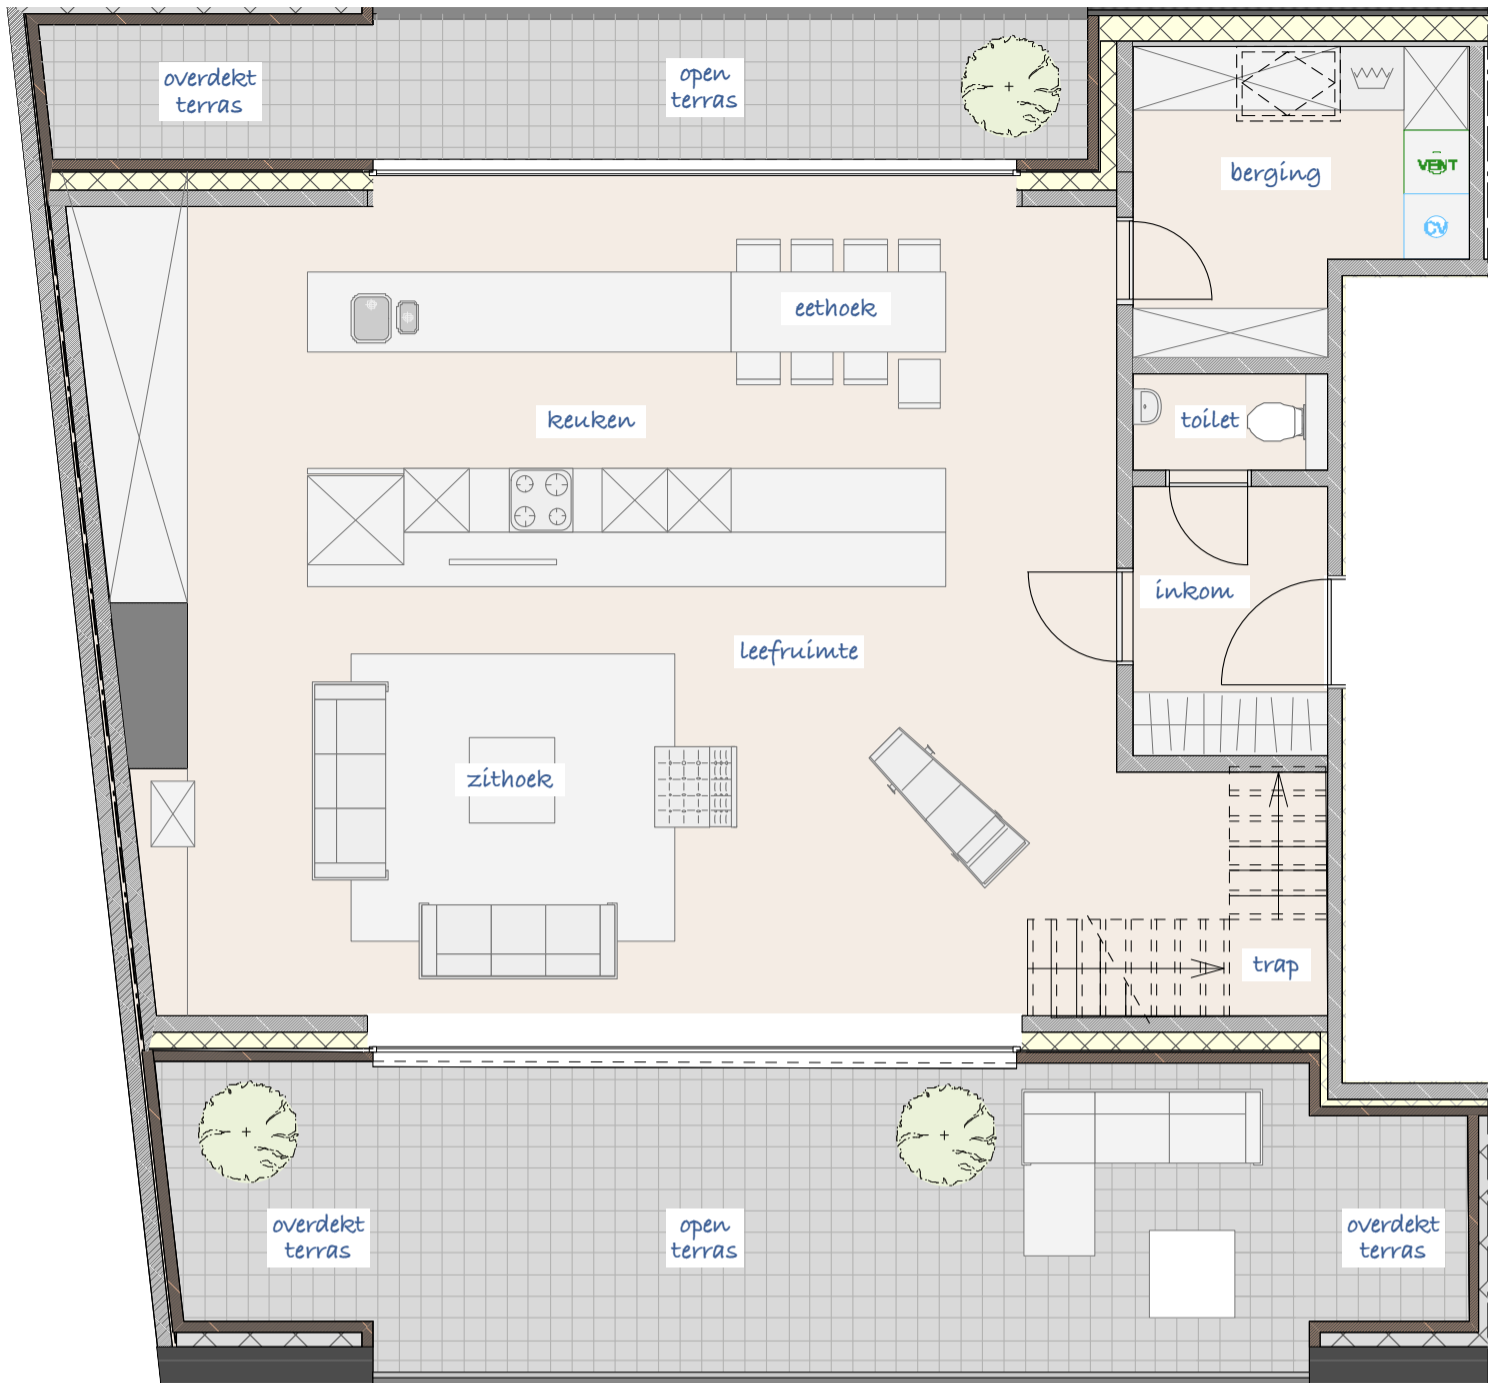 overdekt
terras
open
terras
berging
VENT
CV
eethoek
keuken
toilet
inkom
leefruimte
zithoek
trap
overdekt
terras
open
terras
overdekt
terras